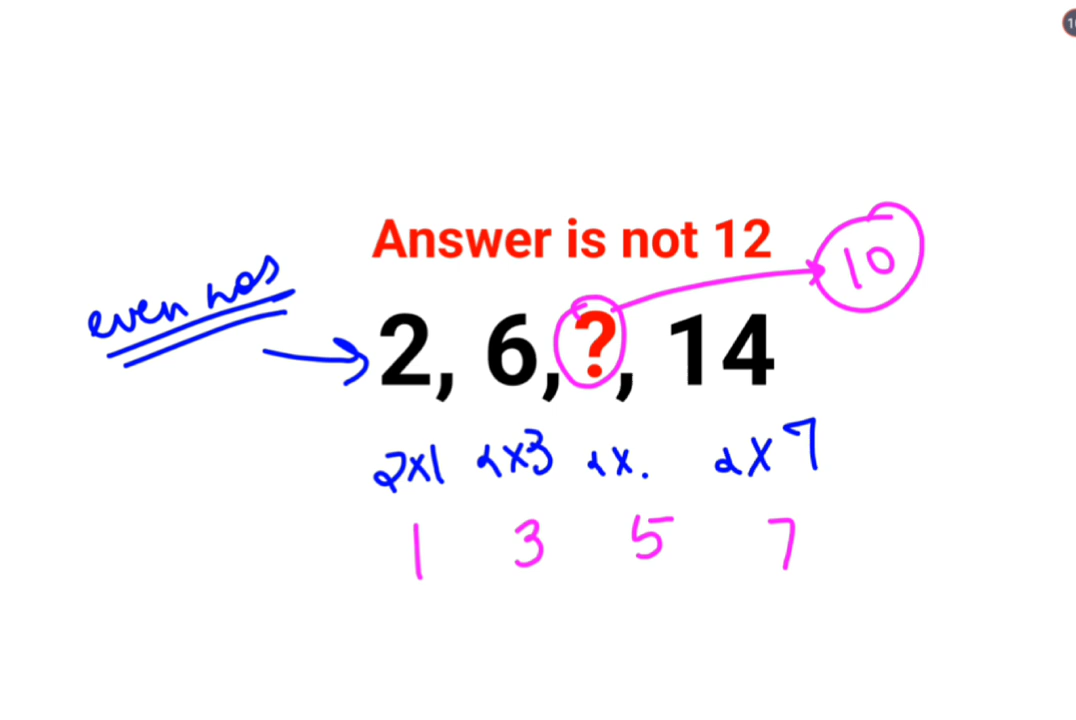 Answer is not 12
10
even nos
2, 6, ?, 14
2x1 2x3 2x. 2x7
1 3 5 7